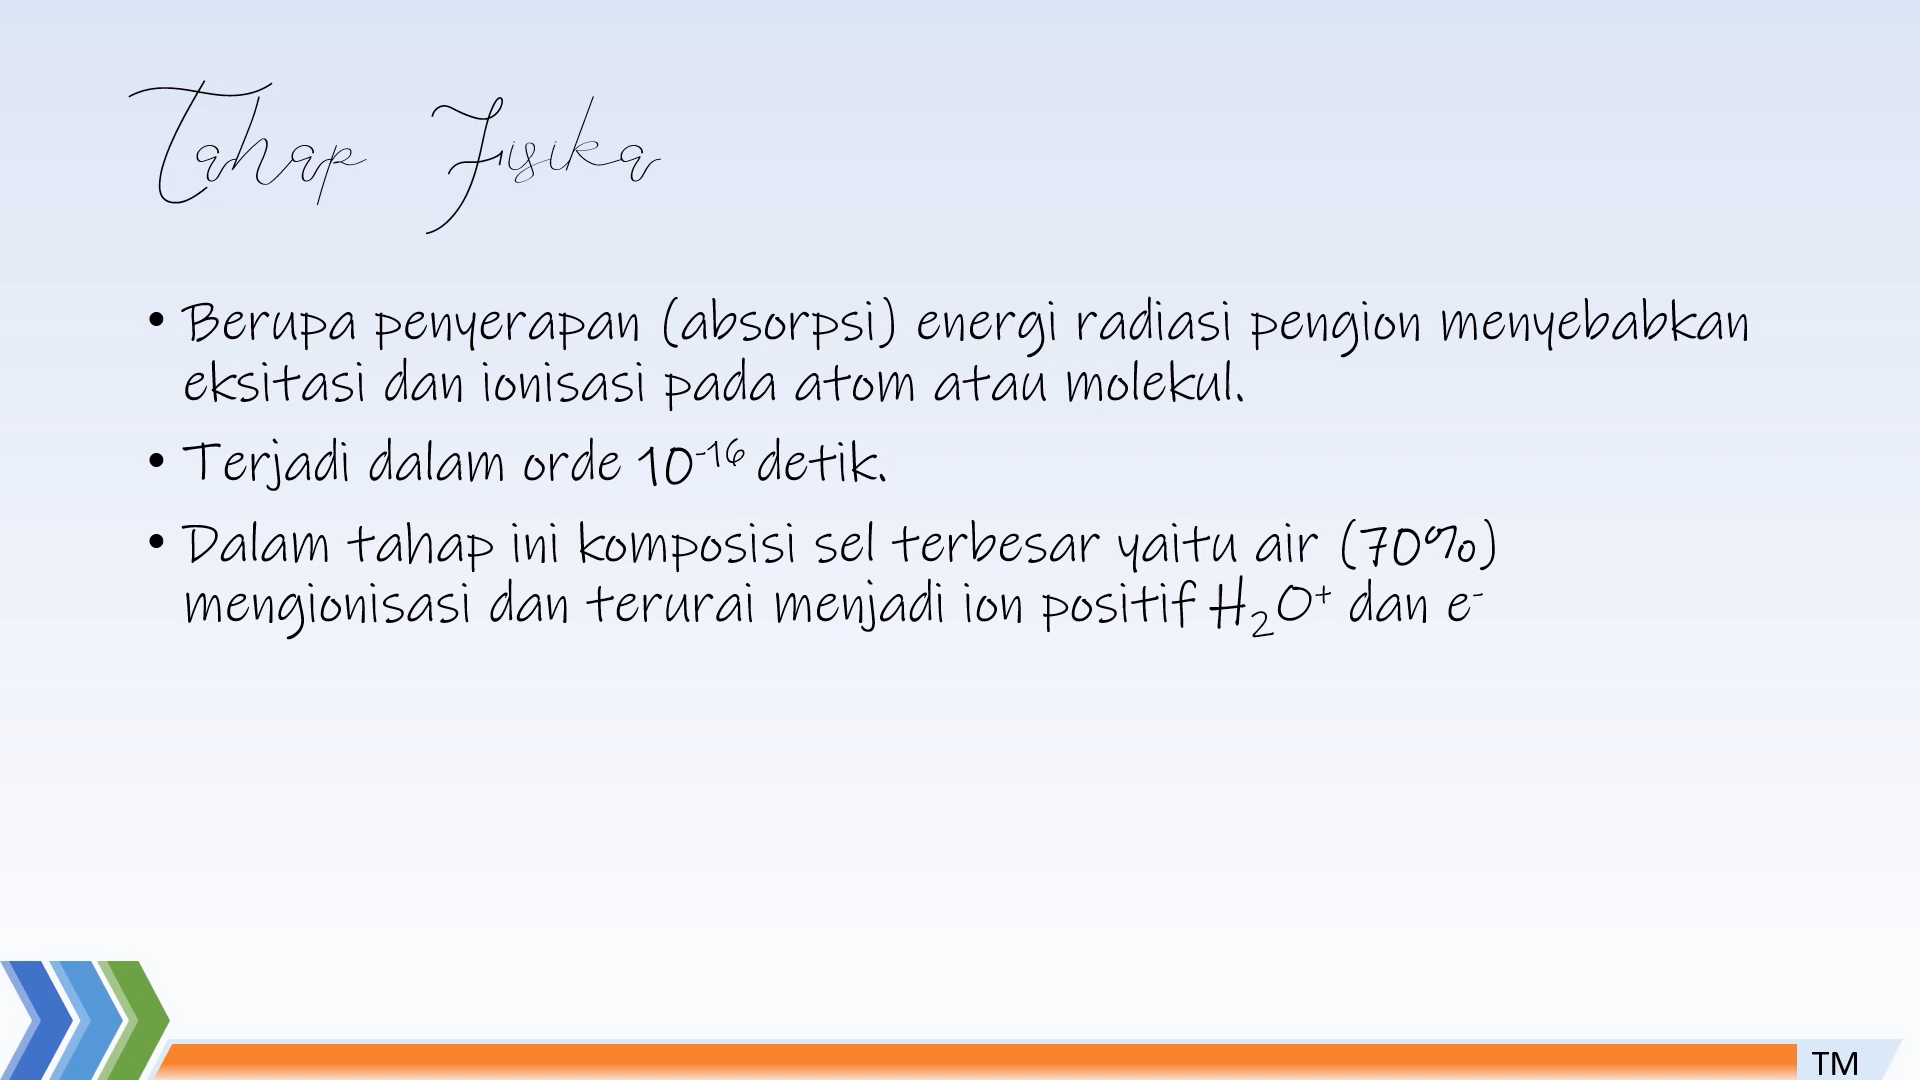 Tahap Fisika
• Berupa penyerapan (absorpsi) energi radiasi pengion menyebabkan
eksitasi dan ionisasi pada atom atau molekul.
• Terjadi dalam orde 10⁻¹⁶ detik.
• Dalam tahap ini komposisi sel terbesar yaitu air (70%)
mengionisasi dan terurai menjadi ion positif H₂O⁺ dan e⁻
TM